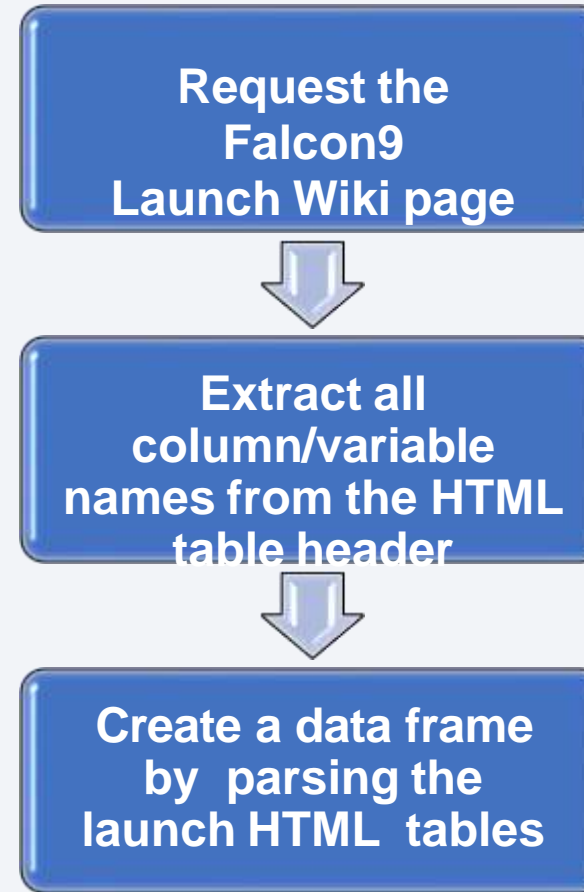 Request the
Falcon9
Launch Wiki page
Extract all
column/variable
names from the HTML
table header
Create a data frame
by parsing the
launch HTML tables